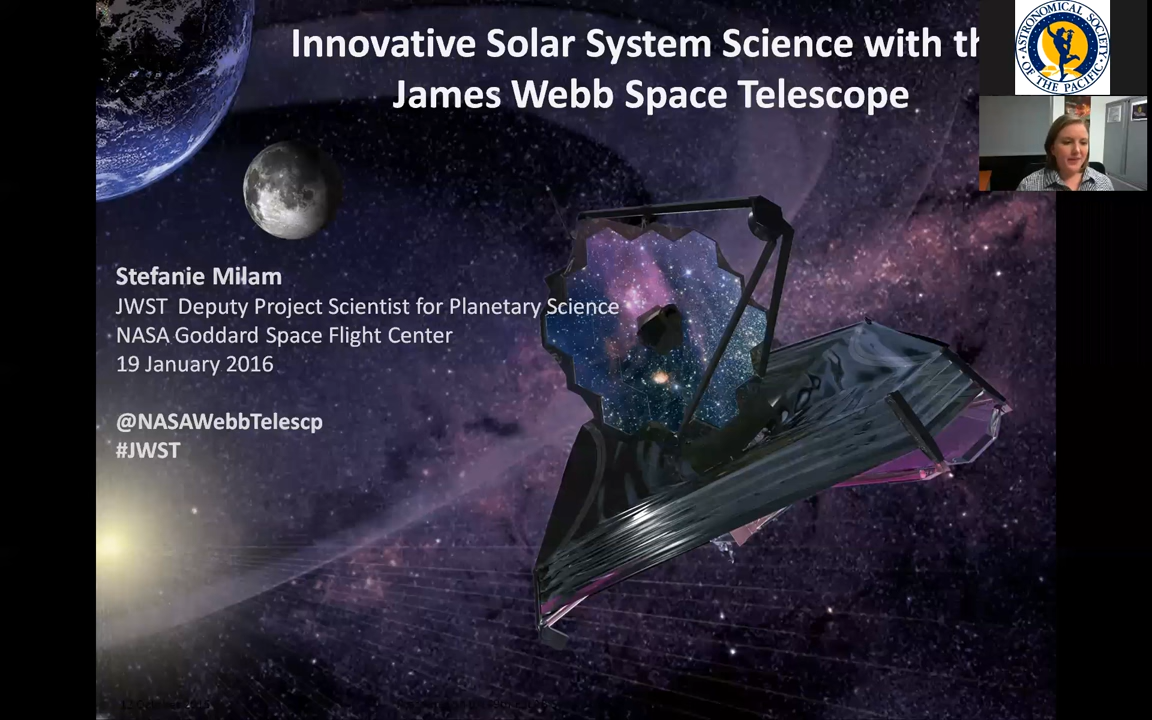 Innovative Solar System Science with th
James Webb Space Telescope
ASTRONOMICAL SOCIETY
OF THE PACIFIC
Stefanie Milam
JWST Deputy Project Scientist for Planetary Science
NASA Goddard Space Flight Center
19 January 2016
@NASAWebbTelescp
#JWST